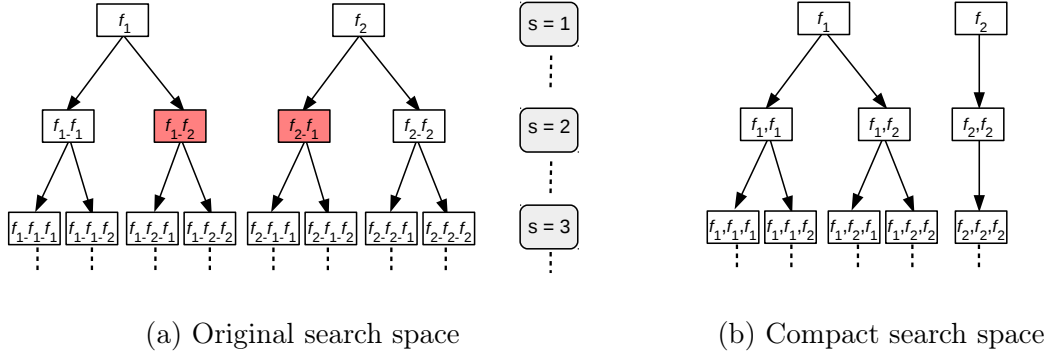 f1 f2 s = 1 f1 f2
f1-f1 f1-f2 f2-f1 f2-f2 s = 2 f1,f1 f1,f2 f2,f2
f1-f1-f1 f1-f1-f2 f1-f2-f1 f1-f2-f2 f2-f1-f1 f2-f1-f2 f2-f2-f1 f2-f2-f2 s = 3 f1,f1,f1 f1,f1,f2 f1,f2,f1 f1,f2,f2 f2,f2,f2
(a) Original search space (b) Compact search space